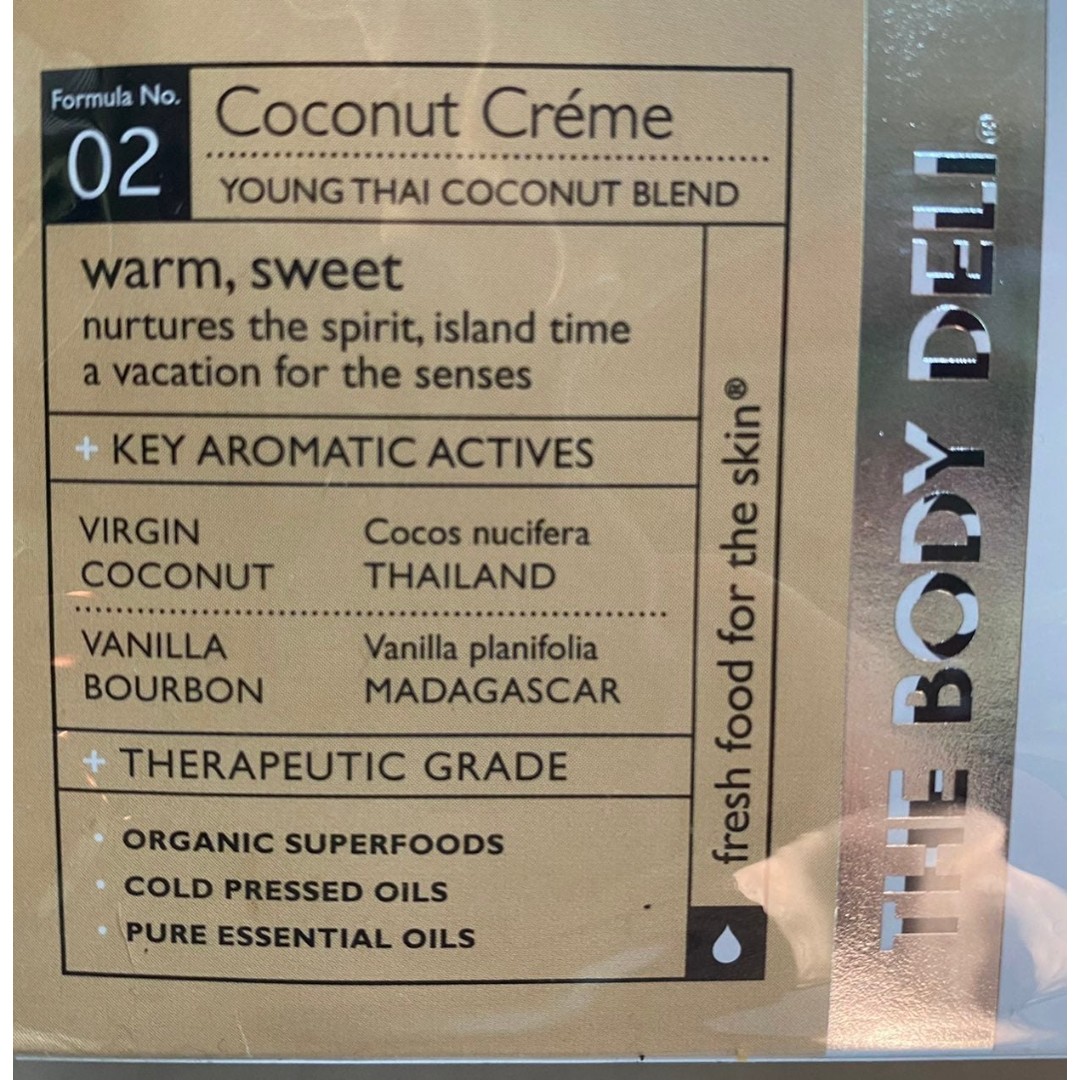 Formula No.
02
Coconut Créme
YOUNG THAI COCONUT BLEND
warm, sweet
nurtures the spirit, island time
a vacation for the senses
+ KEY AROMATIC ACTIVES
VIRGIN
COCONUT
Cocos nucifera
THAILAND
VANILLA
BOURBON
Vanilla planifolia
MADAGASCAR
+ THERAPEUTIC GRADE
• ORGANIC SUPERFOODS
• COLD PRESSED OILS
• PURE ESSENTIAL OILS
fresh food for the skin®
THE BODY DELI®